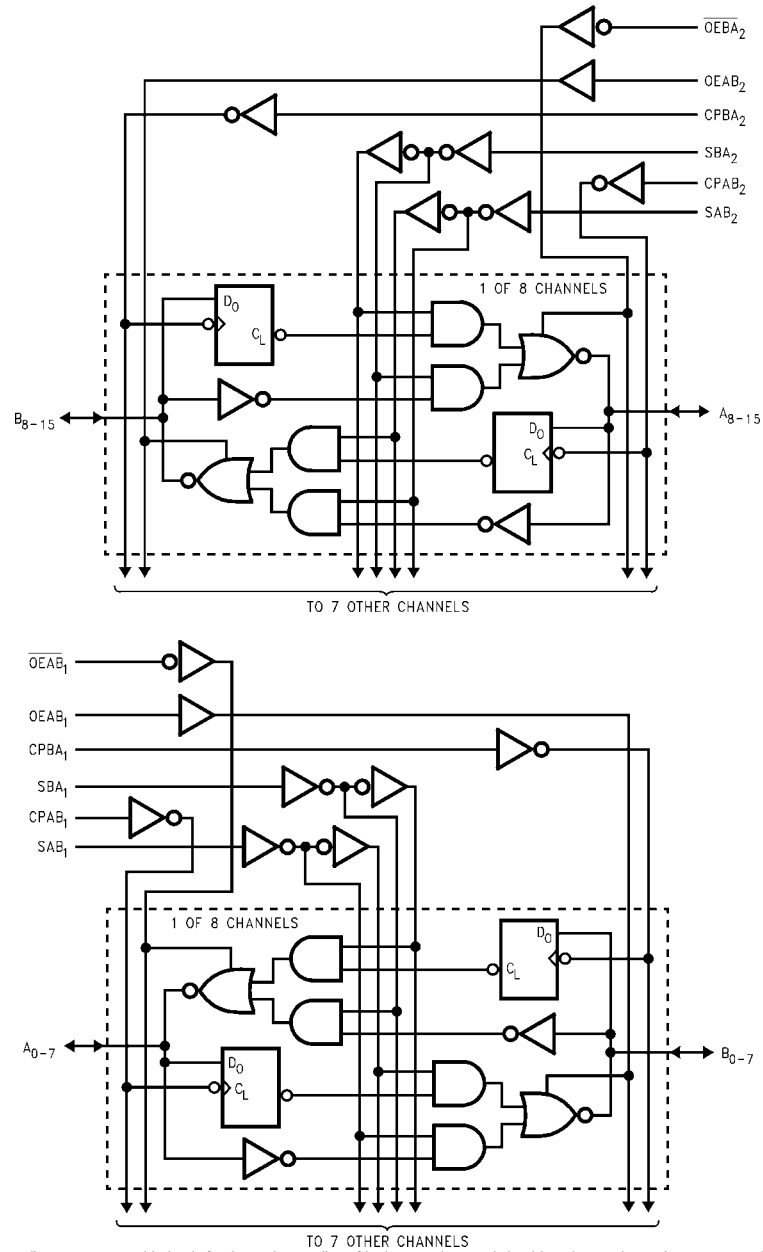 OEBA2
OEAB2
CPBA2
SBA2
CPAB2
SAB2
1 OF 8 CHANNELS
D0
CL
B8-15
A8-15
D0
CL
TO 7 OTHER CHANNELS
OEAB1
OEAB1
CPBA1
SBA1
CPAB1
SAB1
1 OF 8 CHANNELS
D0
CL
A0-7
B0-7
D0
CL
TO 7 OTHER CHANNELS